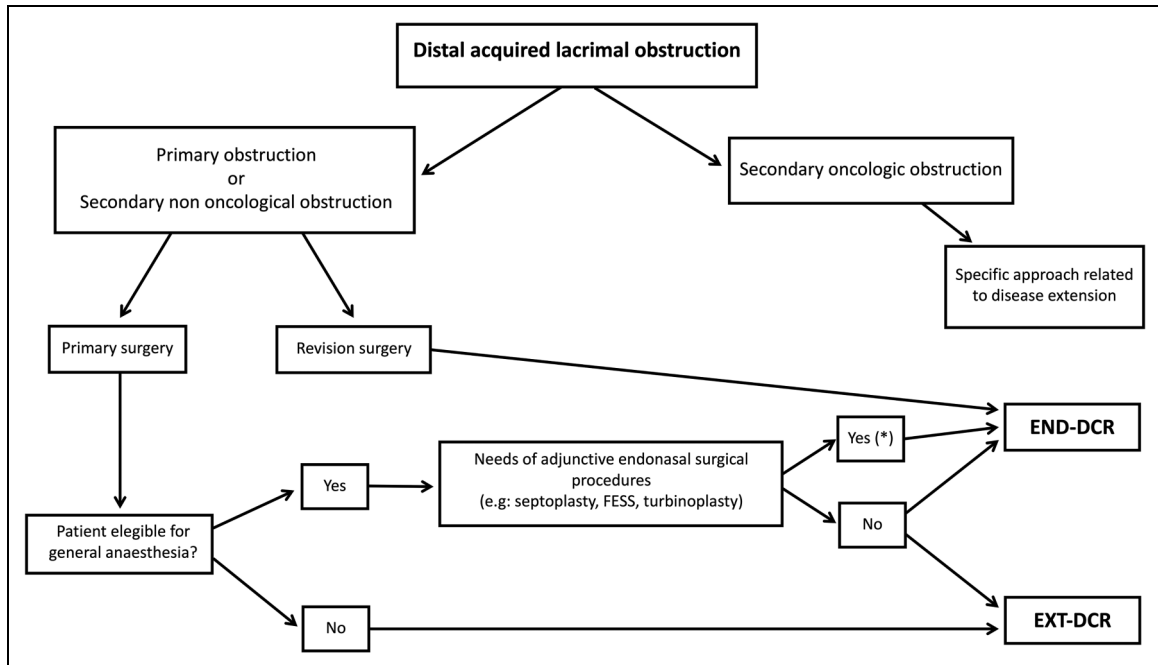 Distal acquired lacrimal obstruction
Primary obstruction
or
Secondary non oncological obstruction
Secondary oncologic obstruction
Specific approach related
to disease extension
Primary surgery
Revision surgery
END-DCR
Yes (*)
Needs of adjunctive endonasal surgical
procedures
(e.g: septoplasty, FESS, turbinoplasty)
Yes
No
Patient elegible for
general anaesthesia?
No
EXT-DCR